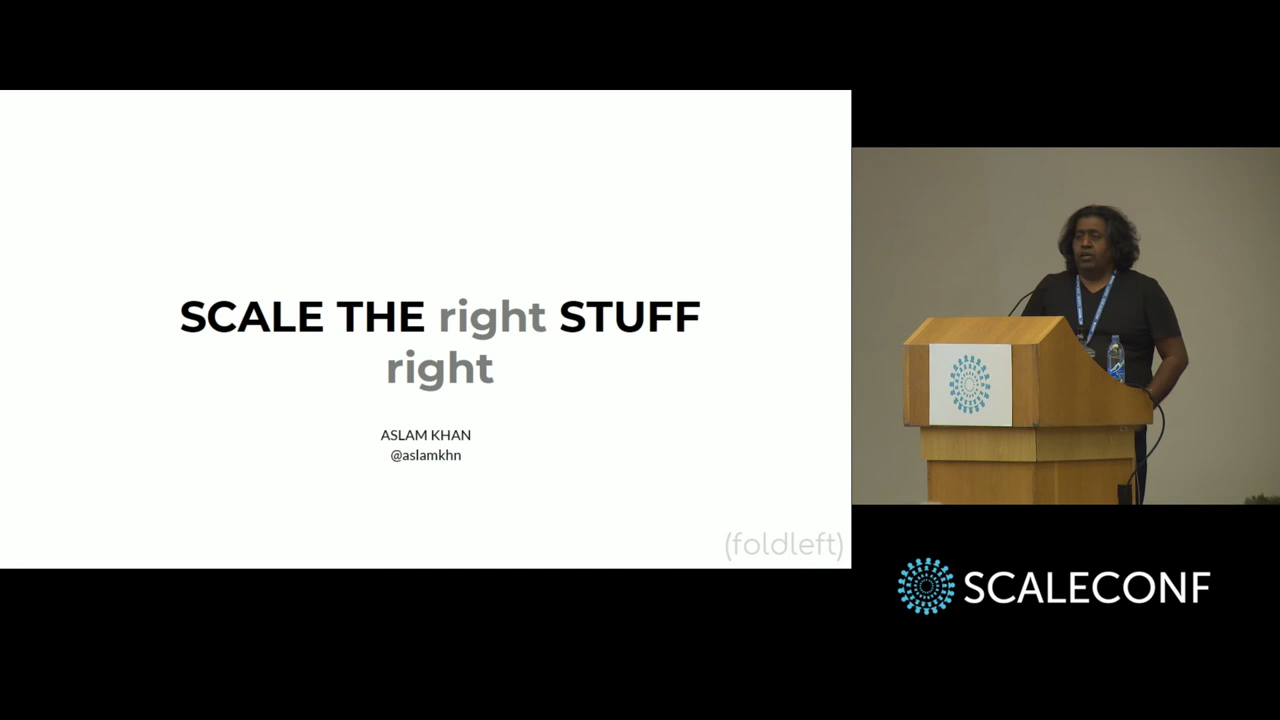 SCALE THE right STUFF
right
ASLAM KHAN
@aslamkhn
(foldleft)
SCALECONF